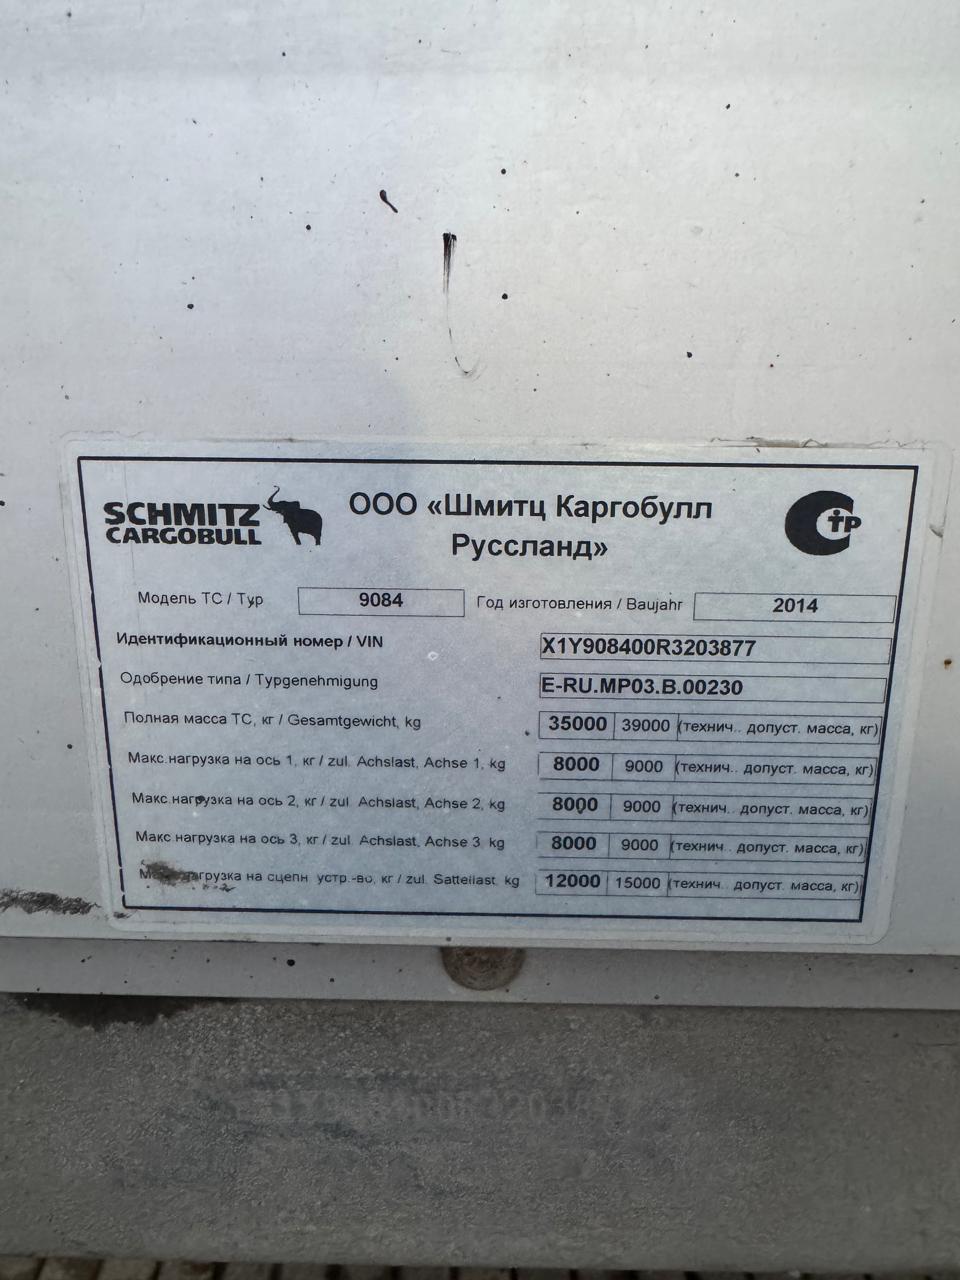 SCHMITZ
CARGOBULL
ООО «Шмитц Каргобулл
Руссланд»
Модель ТС / Typ 9084 Год изготовления / Baujahr 2014
Идентификационный номер / VIN X1Y908400R3203877
Одобрение типа / Typgenehmigung E-RU.MP03.B.00230
Полная масса ТС, кг / Gesamtgewicht, kg 35000 39000 (технич.. допуст. масса, кг)
Макс.нагрузка на ось 1, кг / zul. Achslast, Achse 1, kg 8000 9000 (технич.. допуст. масса, кг)
Макс.нагрузка на ось 2, кг / zul. Achslast, Achse 2, kg 8000 9000 (технич.. допуст. масса, кг)
Макс нагрузка на ось 3, кг / zul. Achslast, Achse 3 kg 8000 9000 (технич.. допуст. масса, кг)
нагрузка на сцепн устр.-во, кг / zul. Sattellast kg 12000 15000 (технич.. допуст. масса, кг)